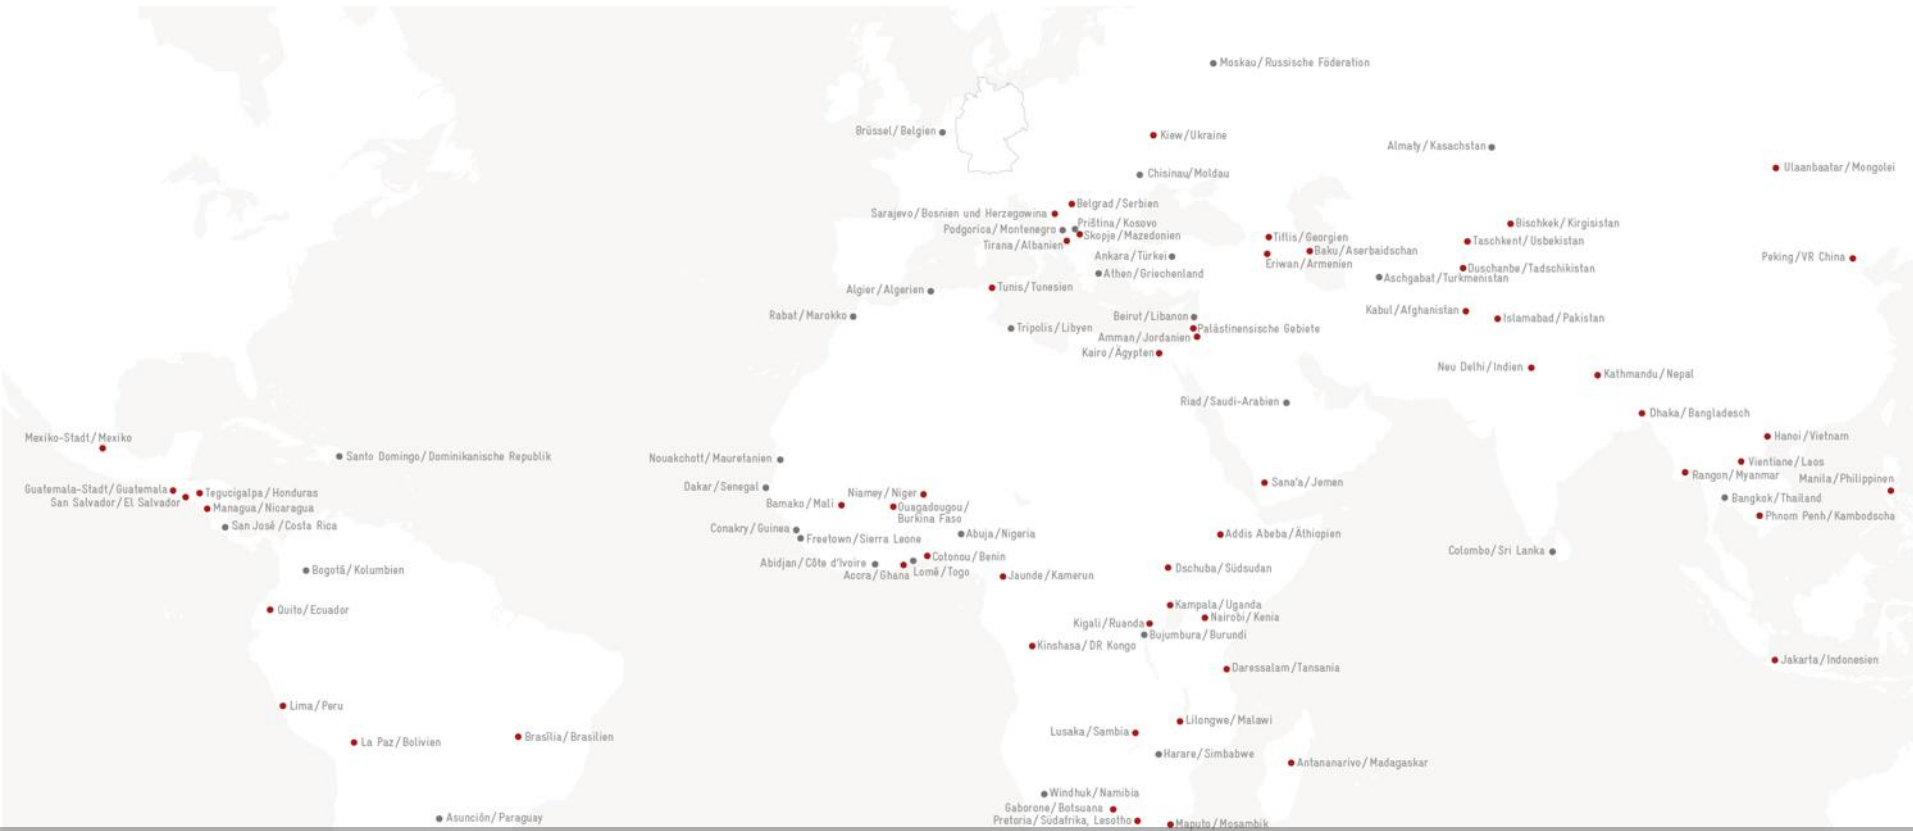 Moskau/Russische Föderation
Brüssel/Belgien
Kiew/Ukraine
Almaty/Kasachstan
Ulaanbaatar/Mongolei
Chisinau/Moldau
Belgrad/Serbien
Sarajevo/Bosnien und Herzegowina
Priština/Kosovo
Bischkek/Kirgisistan
Podgorica/Montenegro
Skopje/Mazedonien
Tiflis/Georgien
Taschkent/Usbekistan
Tirana/Albanien
Baku/Aserbaidschan
Ankara/Türkei
Peking/VR China
Eriwan/Armenien
Duschanbe/Tadschikistan
Athen/Griechenland
Aschgabat/Turkmenistan
Algier/Algerien
Tunis/Tunesien
Kabul/Afghanistan
Rabat/Marokko
Beirut/Libanon
Islamabad/Pakistan
Tripolis/Libyen
Palästinensische Gebiete
Amman/Jordanien
Kairo/Ägypten
Neu Delhi/Indien
Kathmandu/Nepal
Riad/Saudi-Arabien
Dhaka/Bangladesch
Mexiko-Stadt/Mexiko
Hanoi/Vietnam
Santo Domingo/Dominikanische Republik
Nouakchott/Mauretanien
Vientiane/Laos
Rangon/Myanmar
Manila/Philippinen
Sana'a/Jemen
Dakar/Senegal
Guatemala-Stadt/Guatemala
Tegucigalpa/Honduras
Niamey/Niger
Bangkok/Thailand
San Salvador/El Salvador
Bamako/Mali
Managua/Nicaragua
Ouagadougou/
Burkina Faso
Phnom Penh/Kambodscha
San José/Costa Rica
Conakry/Guinea
Abuja/Nigeria
Addis Abeba/Äthiopien
Freetown/Sierra Leone
Colombo/Sri Lanka
Cotonou/Benin
Abidjan/Côte d'Ivoire
Dschuba/Südsudan
Bogotá/Kolumbien
Lomé/Togo
Accra/Ghana
Jaunde/Kamerun
Kampala/Uganda
Quito/Ecuador
Nairobi/Kenia
Kigali/Ruanda
Bujumbura/Burundi
Kinshasa/DR Kongo
Jakarta/Indonesien
Daressalam/Tansania
Lima/Peru
Lilongwe/Malawi
Lusaka/Sambia
Brasília/Brasilien
La Paz/Bolivien
Harare/Simbabwe
Antananarivo/Madagaskar
Windhuk/Namibia
Gaborone/Botsuana
Asunción/Paraguay
Pretoria/Südafrika, Lesotho
Maputo/Mosambik